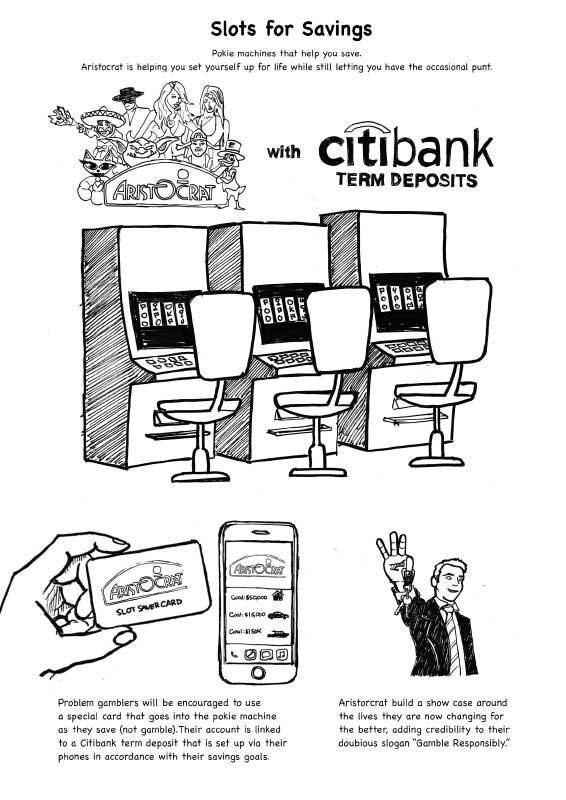 Slots for Savings
Pokie machines that help you save.
Aristocrat is helping you set yourself up for life while still letting you have the occasional punt.
ARISTOCRAT
with
citibank
TERM DEPOSITS
ARISTOCRAT
SLOT SAVER CARD
ARISTOCRAT
Goal: $50,000
Goal: $15,000
Goal: $150K
Problem gamblers will be encouraged to use
a special card that goes into the pokie machine
as they save (not gamble).Their account is linked
to a Citibank term deposit that is set up via their
phones in accordance with their savings goals.
Aristorcrat build a show case around
the lives they are now changing for
the better, adding credibility to their
doubious slogan "Gamble Responsibly."